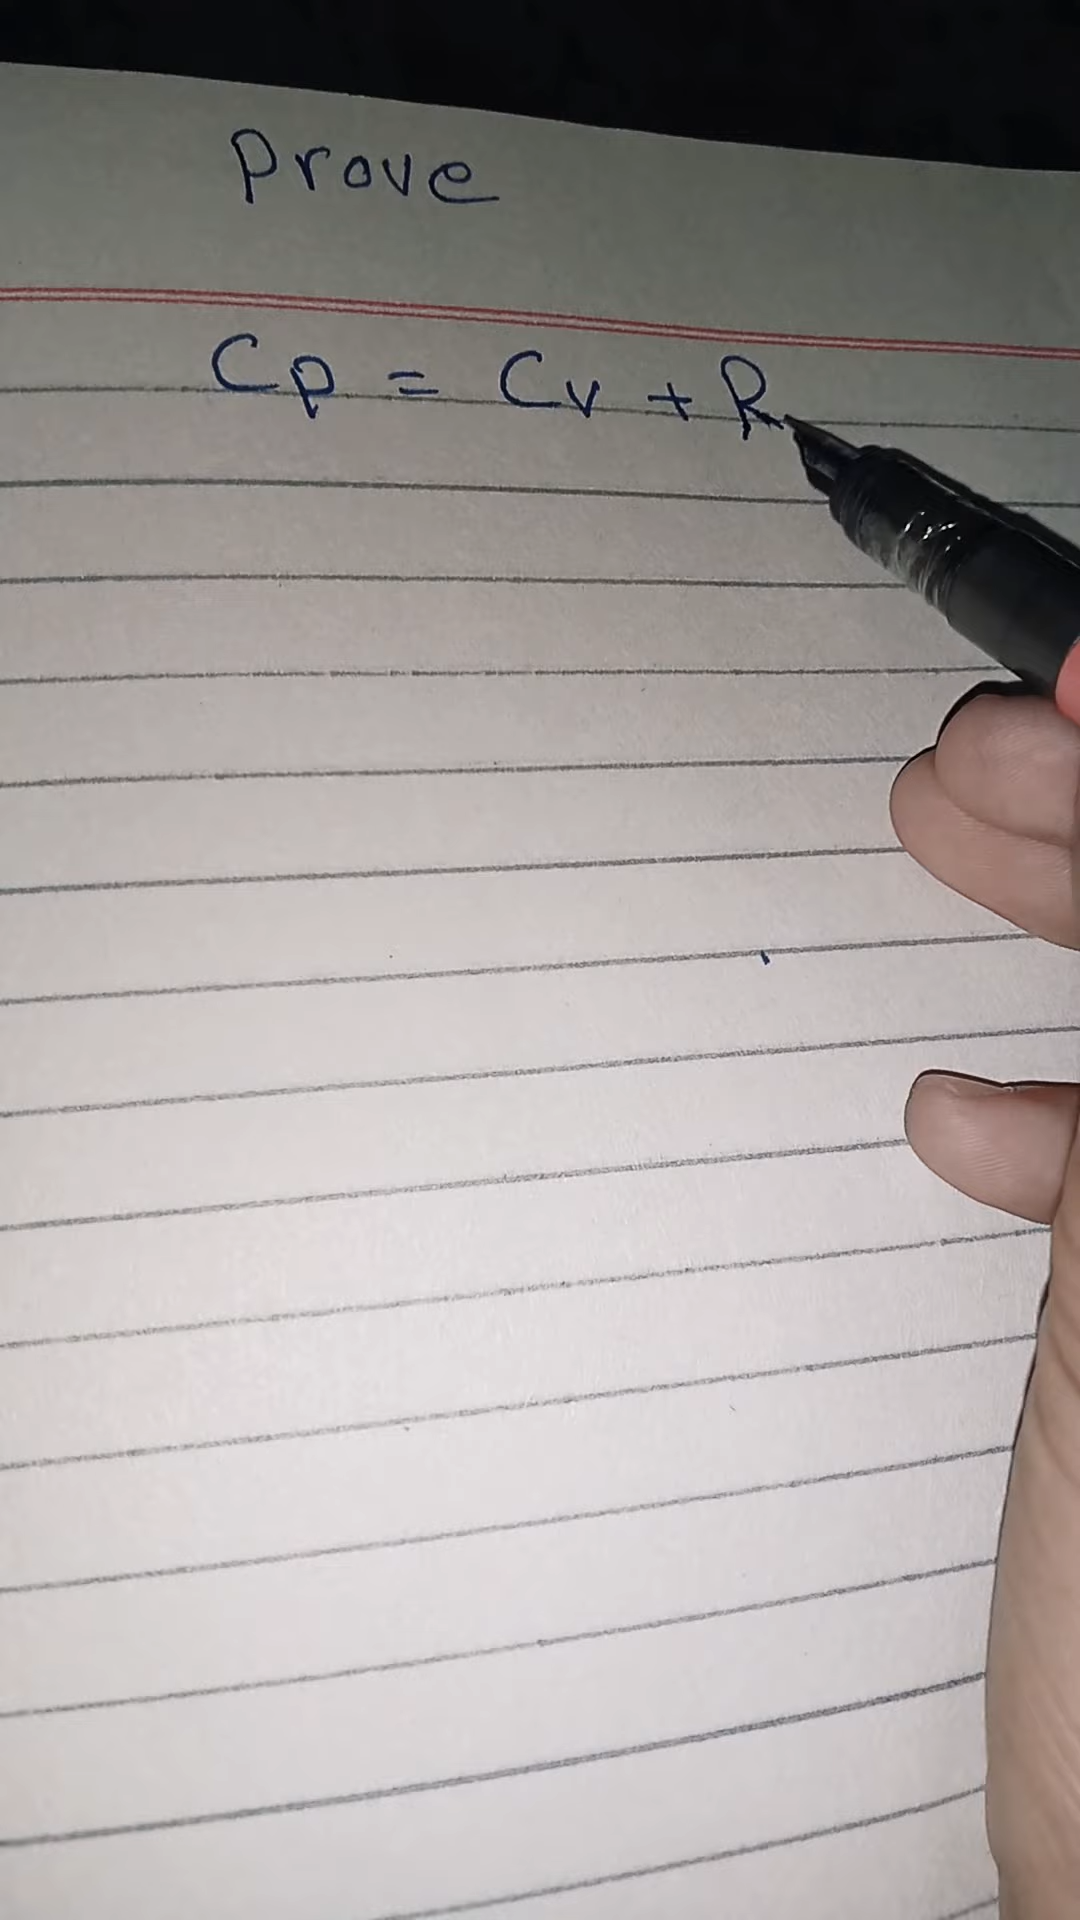 Prove
Cp = Cv + R